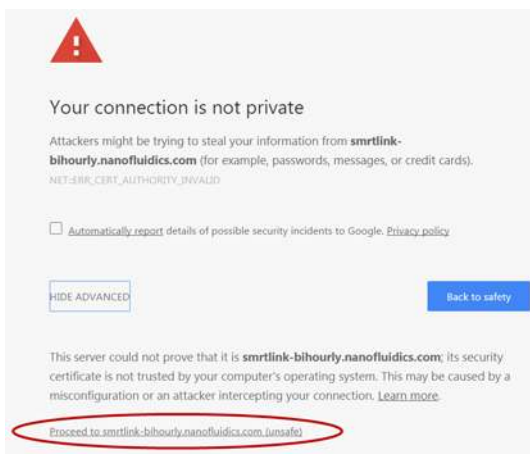 Your connection is not private
Attackers might be trying to steal your information from smrtlink-
bihourly.nanofluidics.com (for example, passwords, messages, or credit cards).
NET::ERR_CERT_AUTHORITY_INVALID
Automatically report details of possible security incidents to Google. Privacy policy
HIDE ADVANCED
Back to safety
This server could not prove that it is smrtlink-bihourly.nanofluidics.com; its security
certificate is not trusted by your computer's operating system. This may be caused by a
misconfiguration or an attacker intercepting your connection. Learn more.
Proceed to smrtlink-bihourly.nanofluidics.com (unsafe)